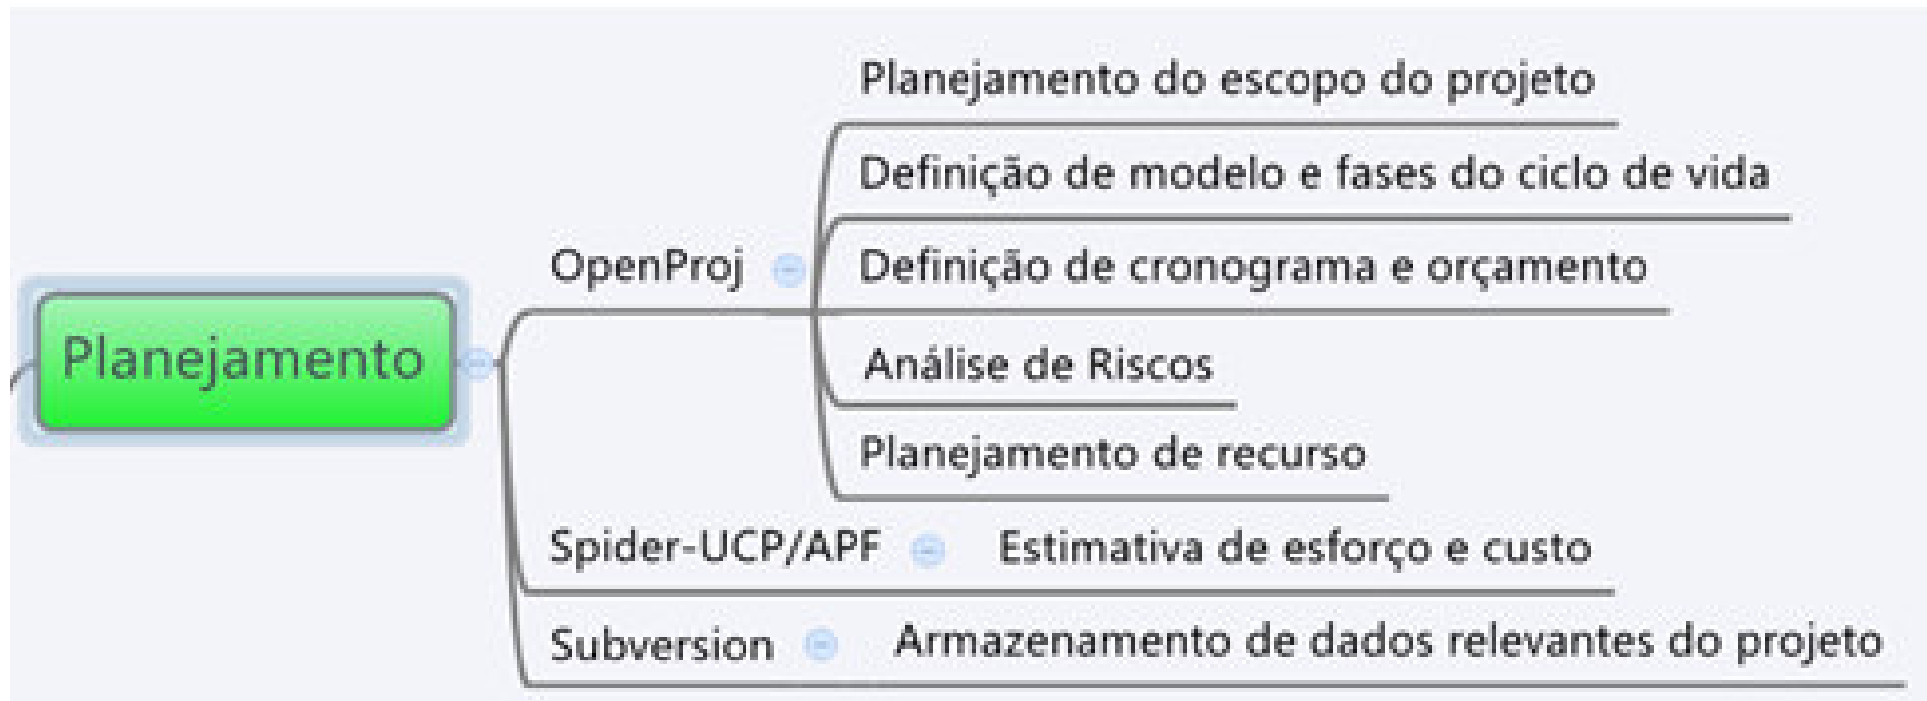 Planejamento
OpenProj
Planejamento do escopo do projeto
Definição de modelo e fases do ciclo de vida
Definição de cronograma e orçamento
Análise de Riscos
Planejamento de recurso
Spider-UCP/APF
Estimativa de esforço e custo
Subversion
Armazenamento de dados relevantes do projeto